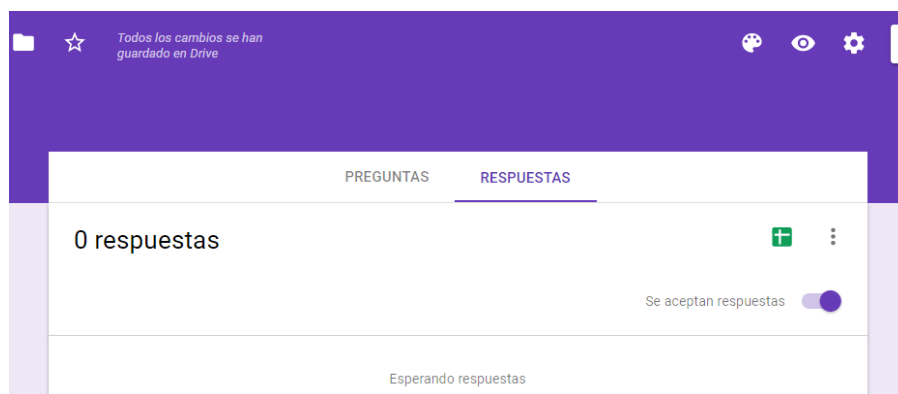 Todos los cambios se han
guardado en Drive
PREGUNTAS RESPUESTAS
0 respuestas
Se aceptan respuestas
Esperando respuestas